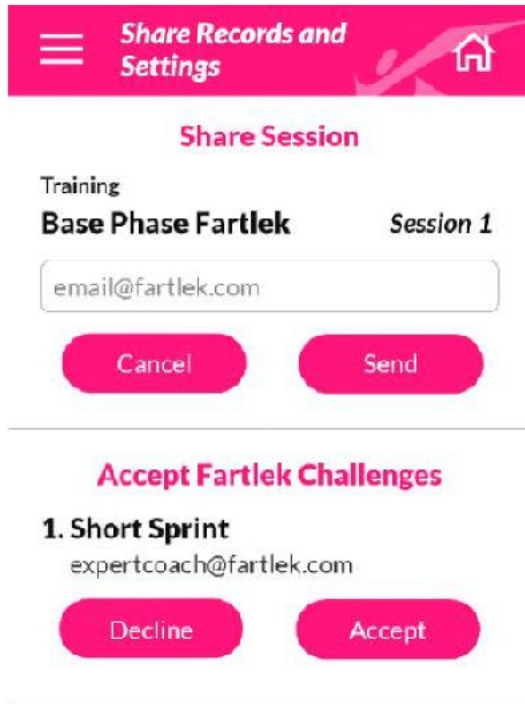 Share Records and
Settings
Share Session
Training
Base Phase Fartlek Session 1
email@fartlek.com
Cancel Send
Accept Fartlek Challenges
1. Short Sprint
expertcoach@fartlek.com
Decline Accept